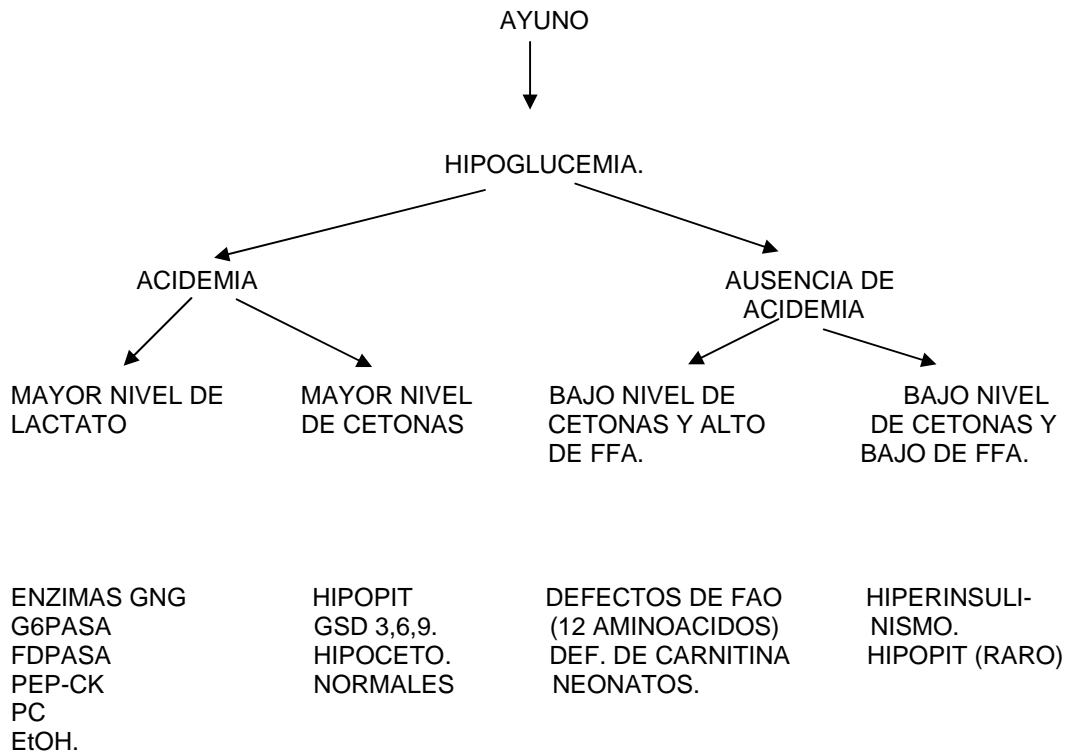 AYUNO
HIPOGLUCEMIA.
ACIDEMIA
AUSENCIA DE
ACIDEMIA
MAYOR NIVEL DE
LACTATO
MAYOR NIVEL
DE CETONAS
BAJO NIVEL DE
CETONAS Y ALTO
DE FFA.
BAJO NIVEL
DE CETONAS Y
BAJO DE FFA.
ENZIMAS GNG
G6PASA
FDPASA
PEP-CK
PC
EtOH.
HIPOPIT
GSD 3,6,9.
HIPOCETO.
NORMALES
DEFECTOS DE FAO
(12 AMINOACIDOS)
DEF. DE CARNITINA
NEONATOS.
HIPERINSULI-
NISMO.
HIPOPIT (RARO)